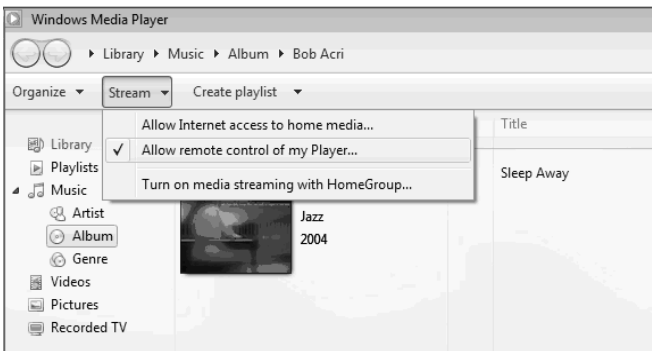 Windows Media Player
Library Music Album Bob Acri
Organize Stream Create playlist
Allow Internet access to home media...
Title
Library
Allow remote control of my Player...
Playlists
Sleep Away
Turn on media streaming with HomeGroup...
Music
Artist
Jazz
Album
2004
Genre
Videos
Pictures
Recorded TV